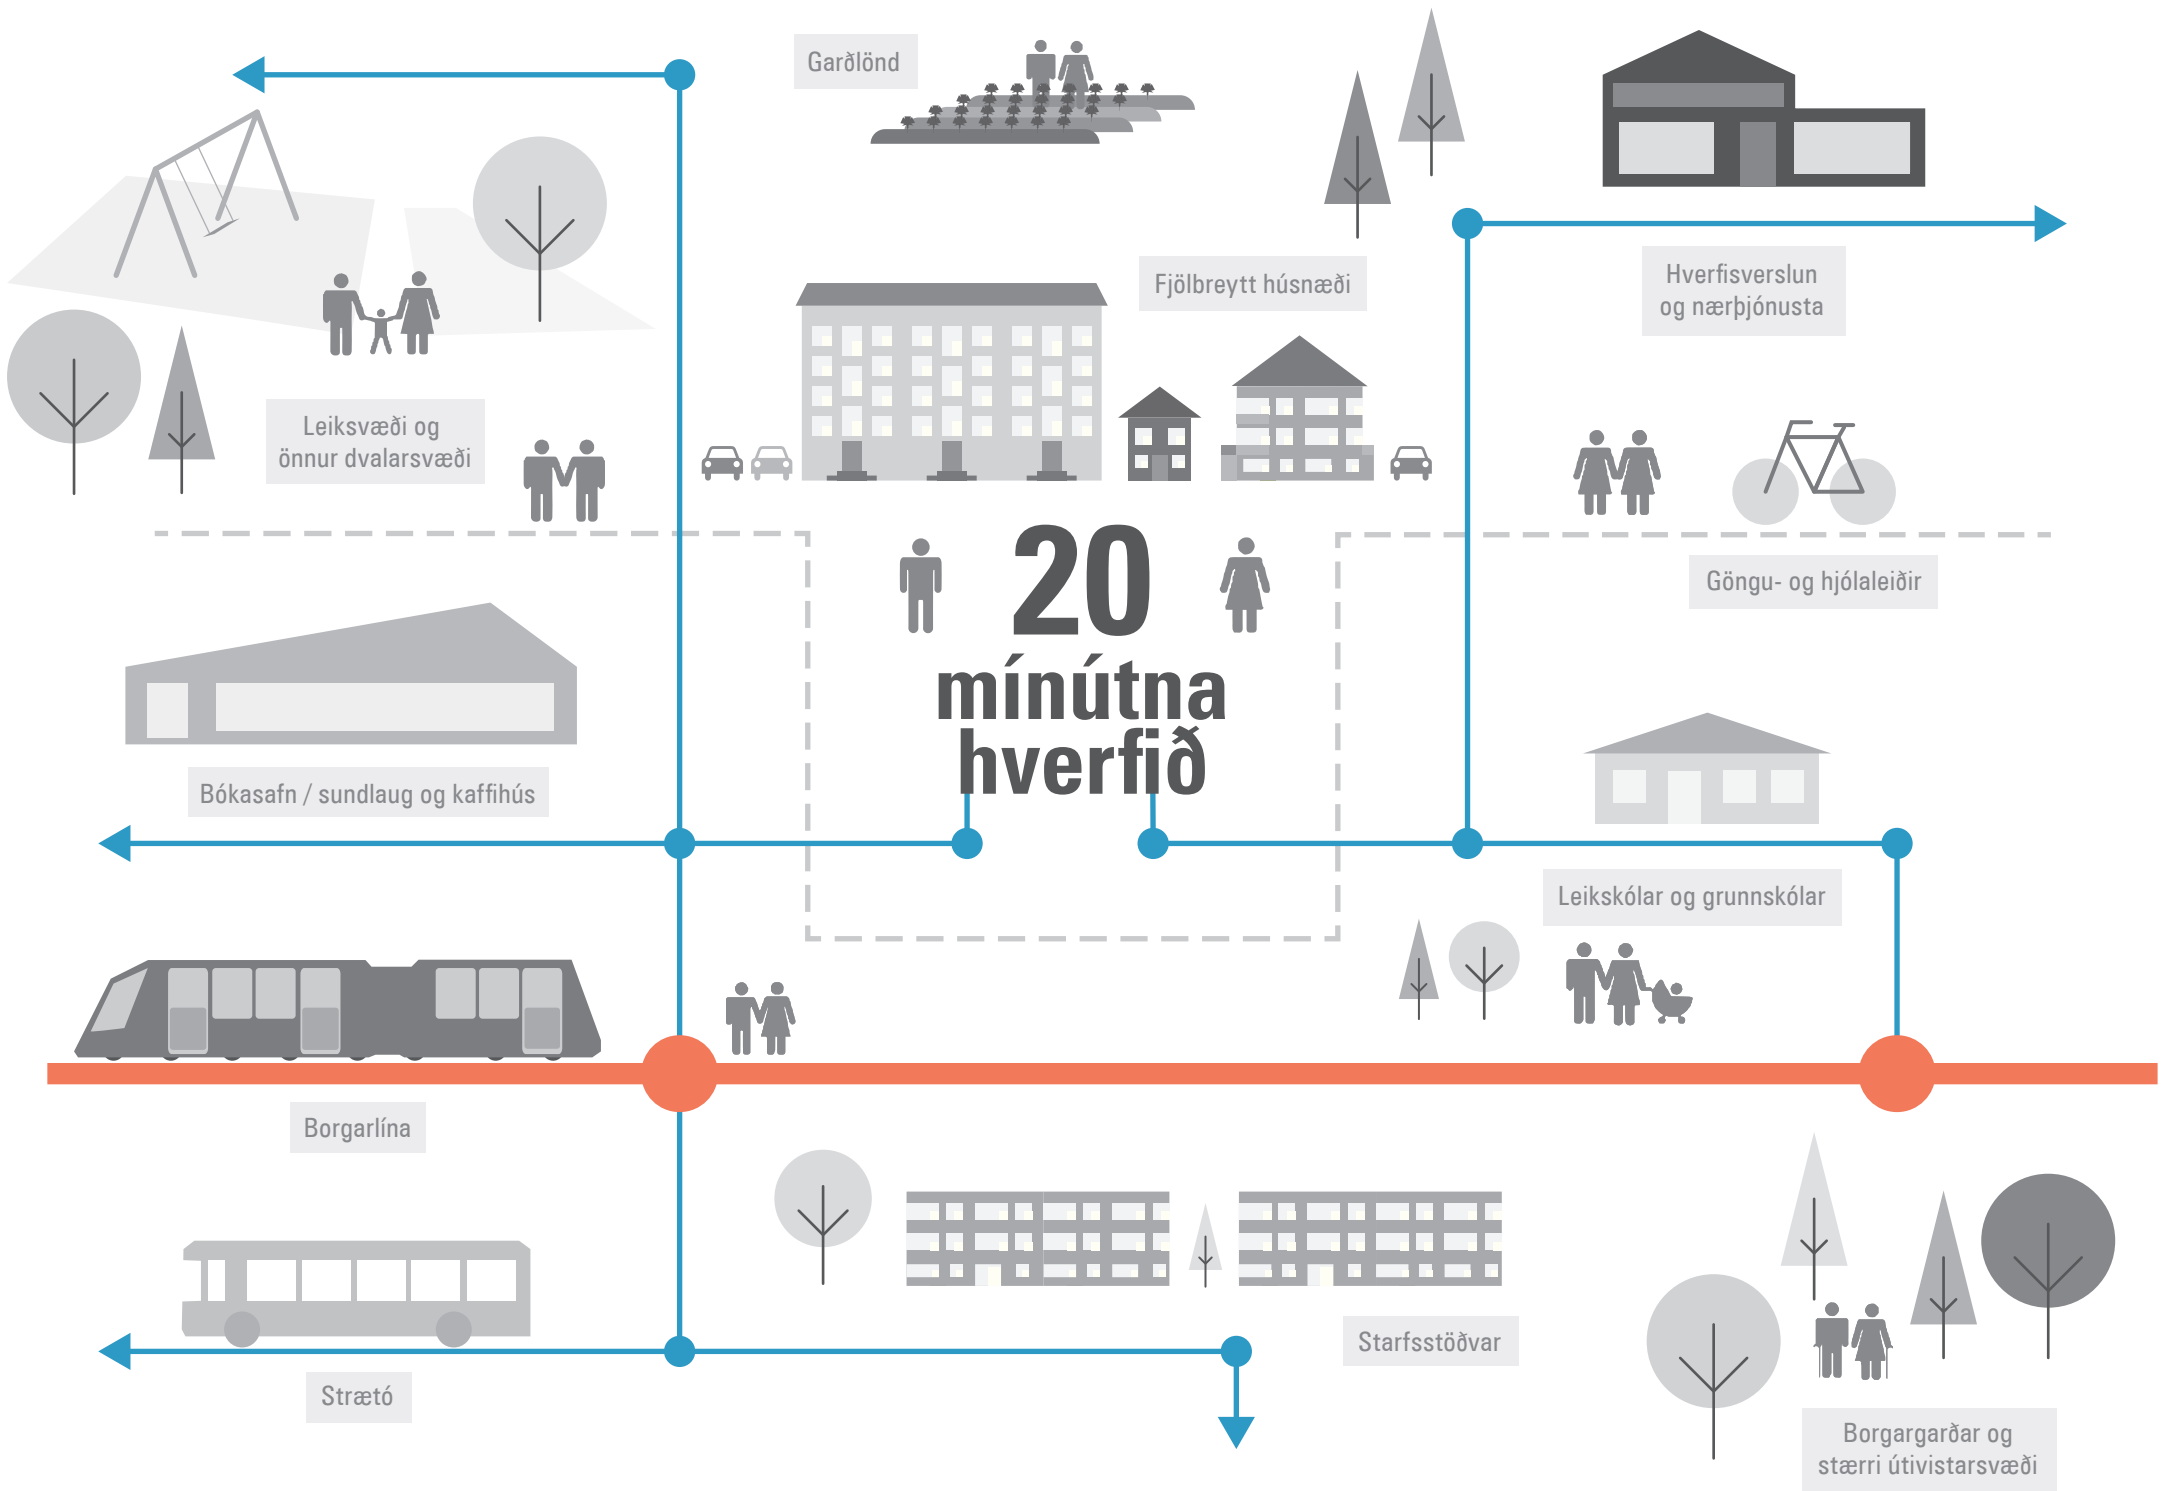 Garðlönd
Fjölbreytt húsnæði
Hverfisverslun
og nærþjónusta
Leiksvæði og
önnur dvalarsvæði
20
mínútna
hverfið
Göngu- og hjólaleiðir
Bókasafn / sundlaug og kaffihús
Leikskólar og grunnskólar
Borgarlína
Starfsstöðvar
Strætó
Borgargarðar og
stærri útivistarsvæði